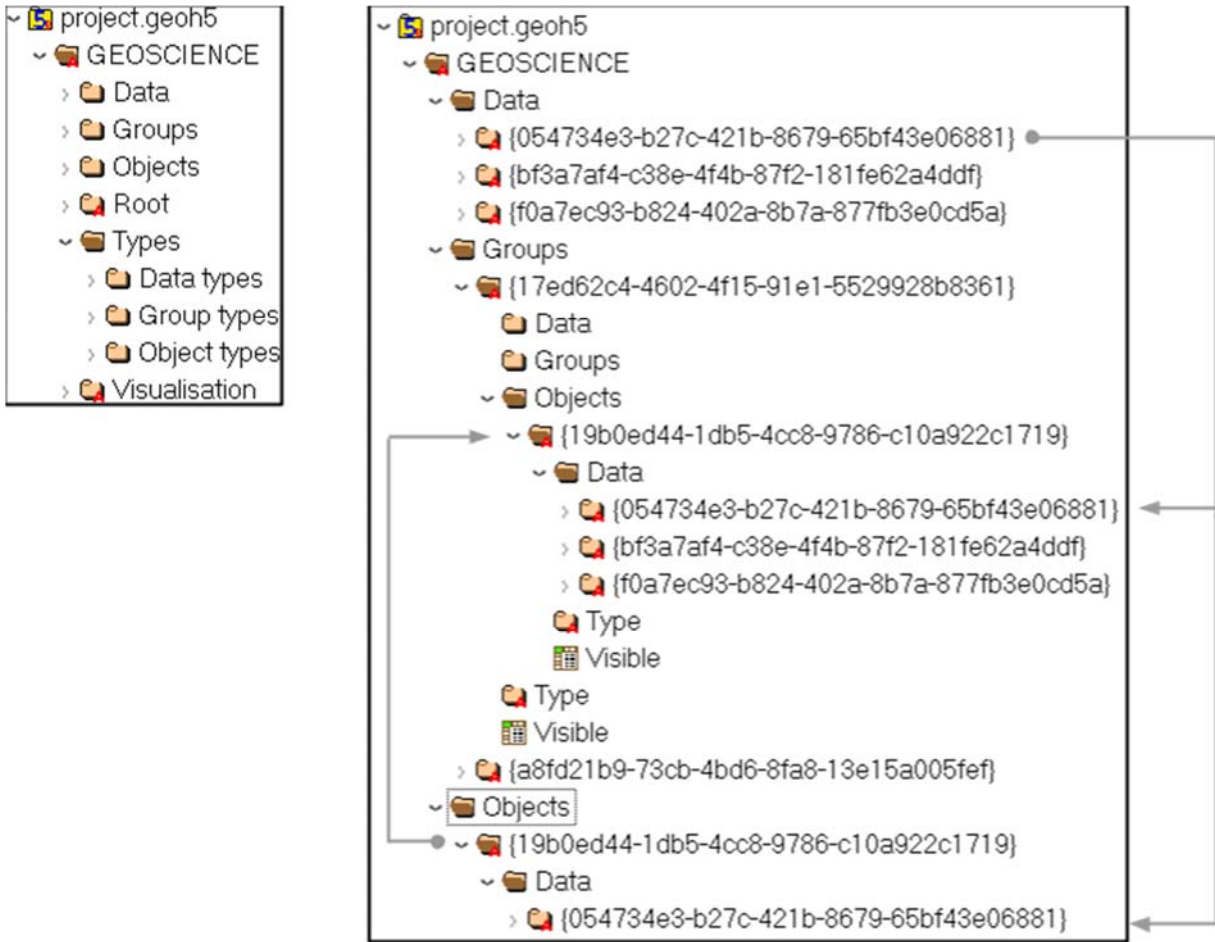 project.geoh5
GEOSCIENCE
Data
Groups
Objects
Root
Types
Data types
Group types
Object types
Visualisation
project.geoh5
GEOSCIENCE
Data
{054734e3-b27c-421b-8679-65bf43e06881}
{bf3a7af4-c38e-4f4b-87f2-181fe62a4ddf}
{f0a7ec93-b824-402a-8b7a-877fb3e0cd5a}
Groups
{17ed62c4-4602-4f15-91e1-5529928b8361}
Data
Groups
Objects
{19b0ed44-1db5-4cc8-9786-c10a922c1719}
Data
{054734e3-b27c-421b-8679-65bf43e06881}
{bf3a7af4-c38e-4f4b-87f2-181fe62a4ddf}
{f0a7ec93-b824-402a-8b7a-877fb3e0cd5a}
Type
Visible
Type
Visible
{a8fd21b9-73cb-4bd6-8fa8-13e15a005fef}
Objects
{19b0ed44-1db5-4cc8-9786-c10a922c1719}
Data
{054734e3-b27c-421b-8679-65bf43e06881}